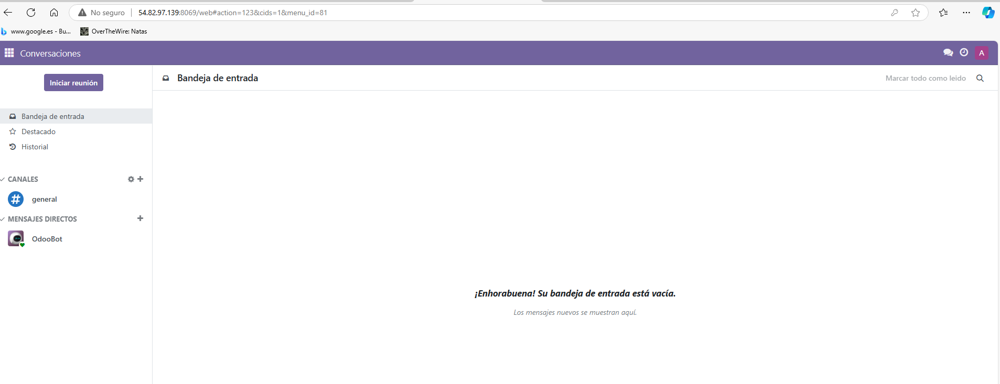 No seguro
54.82.97.139:8069/web#action=123&cids=1&menu_id=81
www.google.es - Bu...
OverTheWire: Natas
Conversaciones
A
Iniciar reunión
Bandeja de entrada
Marcar todo como leido
Bandeja de entrada
Destacado
Historial
CANALES
general
MENSAJES DIRECTOS
OdooBot
¡Enhorabuena! Su bandeja de entrada está vacía.
Los mensajes nuevos se muestran aquí.